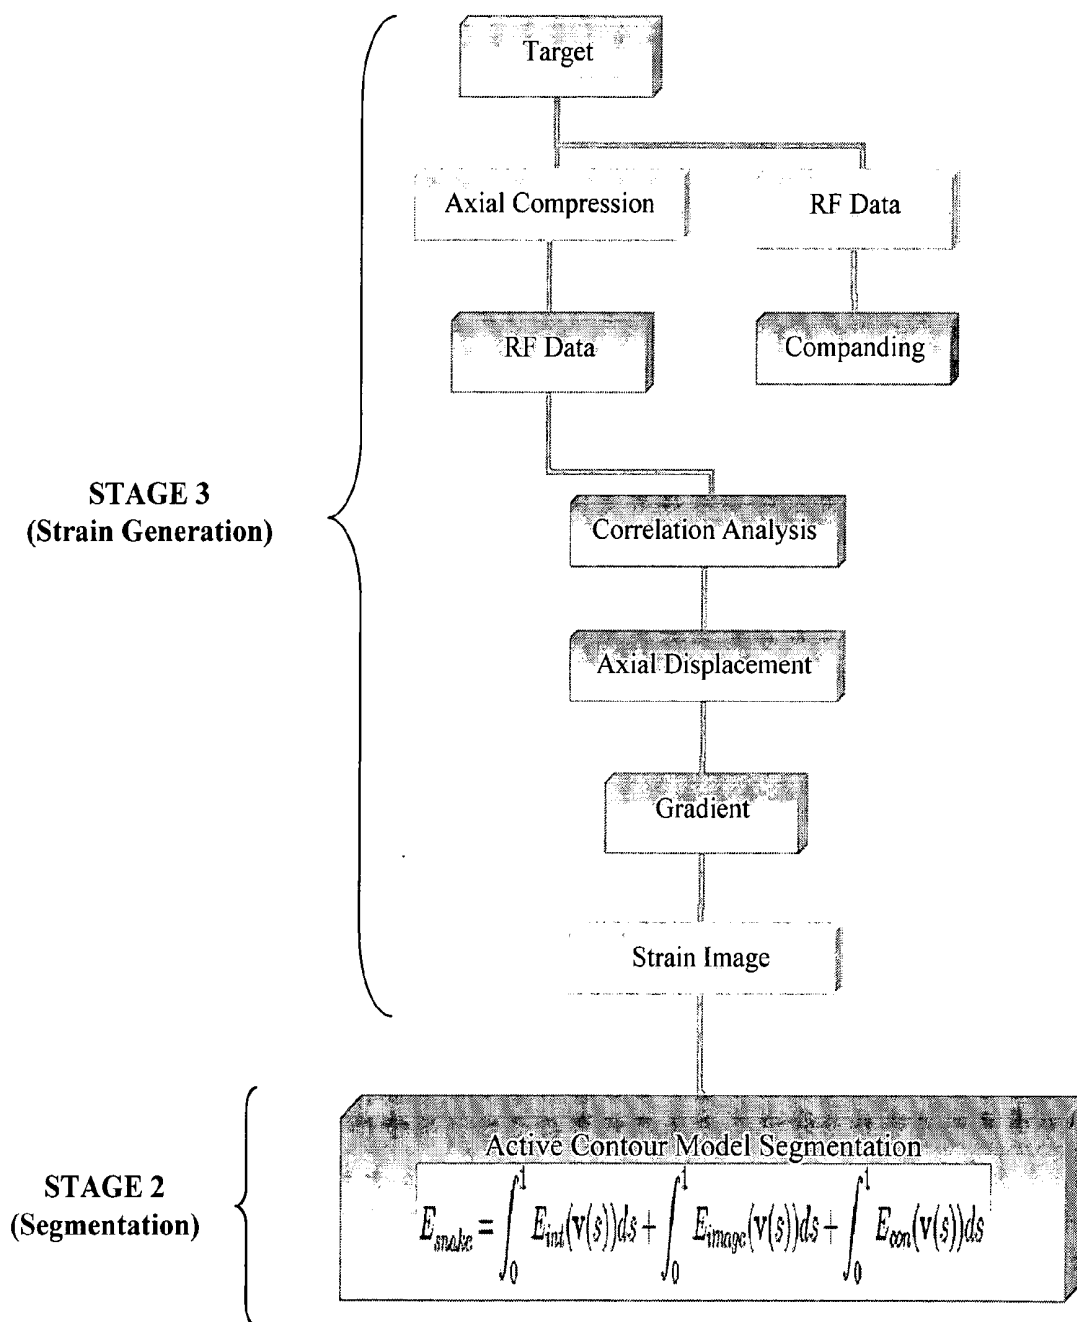 Target
Axial Compression
RF Data
RF Data
Companding
STAGE 3
(Strain Generation)
Correlation Analysis
Axial Displacement
Gradient
Strain Image
STAGE 2
(Segmentation)
Active Contour Model Segmentation
E_snake = ∫_0^1 E_int(v(s))ds + ∫_0^1 E_image(v(s))ds + ∫_0^1 E_con(v(s))ds